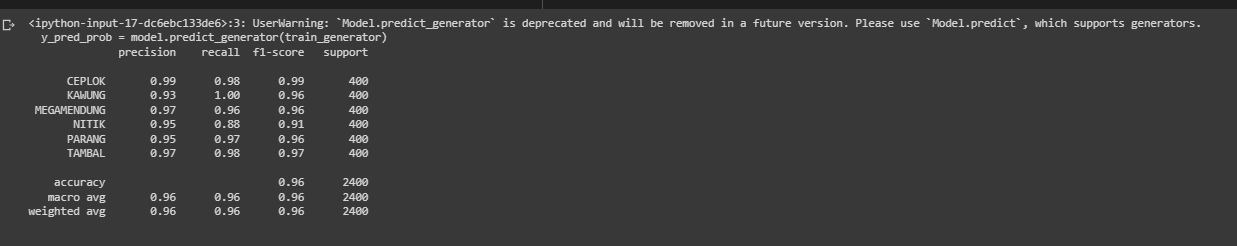 <ipython-input-17-dc6ebc133de6>:3: UserWarning: `Model.predict_generator` is deprecated and will be removed in a future version. Please use `Model.predict`, which supports generators.
y_pred_prob = model.predict_generator(train_generator)
precision recall f1-score support
CEPLOK 0.99 0.98 0.99 400
KAWUNG 0.93 1.00 0.96 400
MEGAMENDUNG 0.97 0.96 0.96 400
NITIK 0.95 0.88 0.91 400
PARANG 0.95 0.97 0.96 400
TAMBAL 0.97 0.98 0.97 400
accuracy 0.96 2400
macro avg 0.96 0.96 0.96 2400
weighted avg 0.96 0.96 0.96 2400